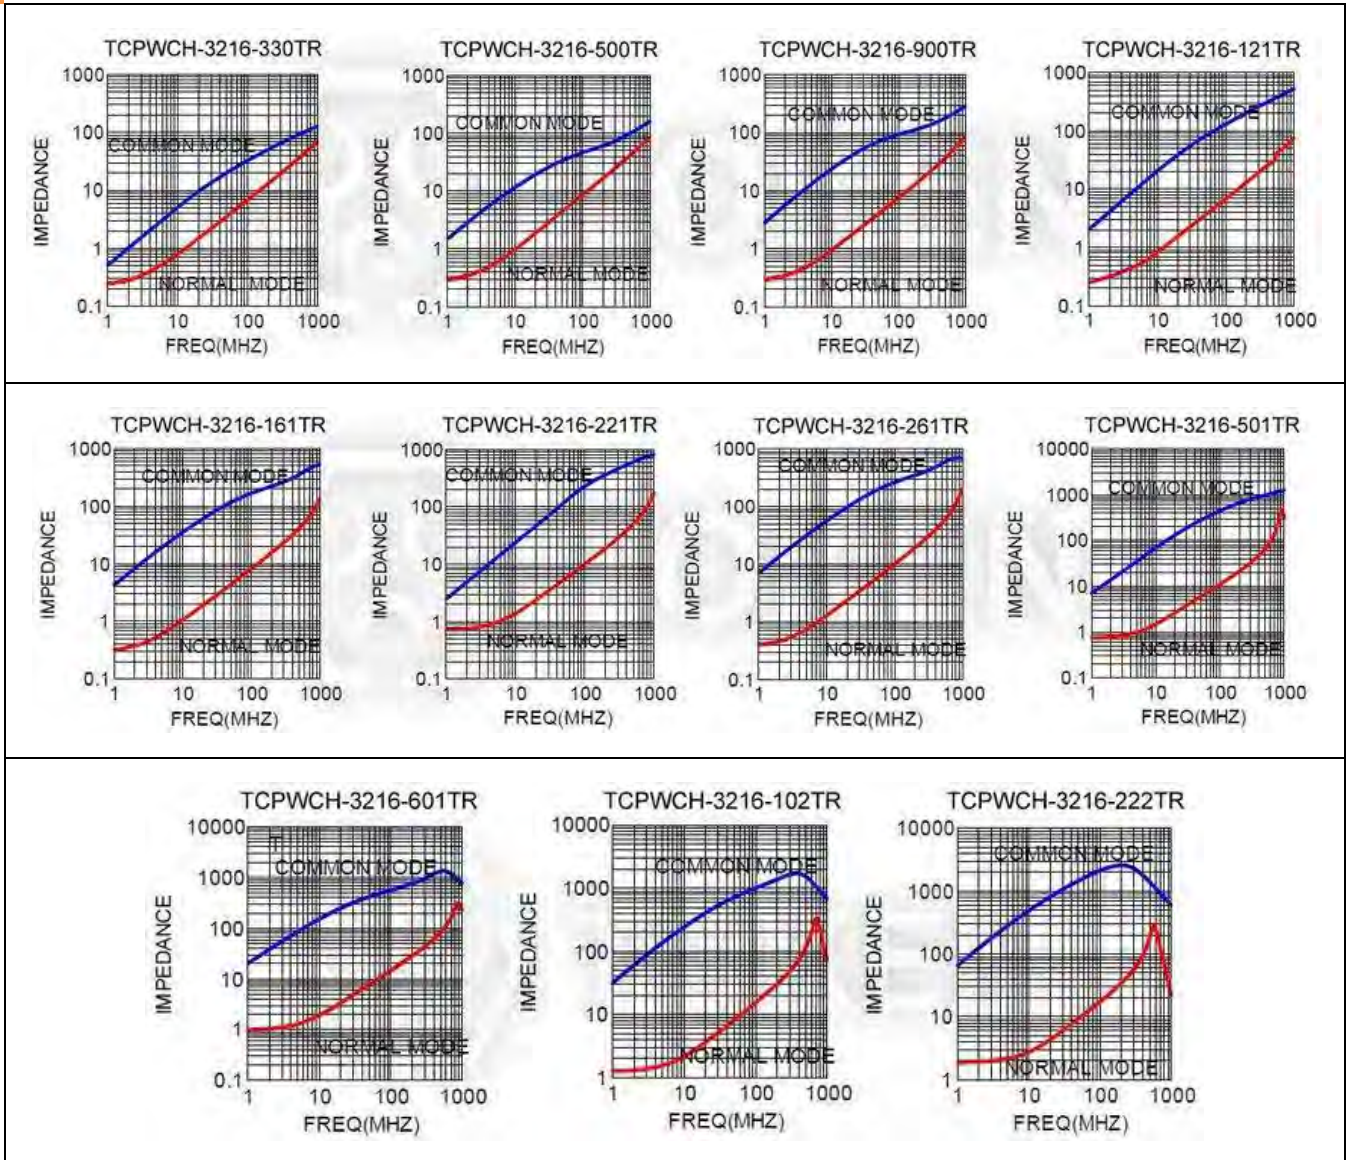 TCPWCH-3216-330TR
1000
100
10
1
0.1
IMPEDANCE
COMMON MODE
NORMAL MODE
1 10 100 1000
FREQ(MHZ)
TCPWCH-3216-500TR
1000
100
10
1
0.1
IMPEDANCE
COMMON MODE
NORMAL MODE
1 10 100 1000
FREQ(MHZ)
TCPWCH-3216-900TR
1000
100
10
1
0.1
IMPEDANCE
COMMON MODE
NORMAL MODE
1 10 100 1000
FREQ(MHZ)
TCPWCH-3216-121TR
1000
100
10
1
0.1
IMPEDANCE
COMMON MODE
NORMAL MODE
1 10 100 1000
FREQ(MHZ)
TCPWCH-3216-161TR
1000
100
10
1
0.1
IMPEDANCE
COMMON MODE
NORMAL MODE
1 10 100 1000
FREQ(MHZ)
TCPWCH-3216-221TR
1000
100
10
1
0.1
IMPEDANCE
COMMON MODE
NORMAL MODE
1 10 100 1000
FREQ(MHZ)
TCPWCH-3216-261TR
1000
100
10
1
0.1
IMPEDANCE
COMMON MODE
NORMAL MODE
1 10 100 1000
FREQ(MHZ)
TCPWCH-3216-501TR
10000
1000
100
10
1
0.1
IMPEDANCE
COMMON MODE
NORMAL MODE
1 10 100 1000
FREQ(MHZ)
TCPWCH-3216-601TR
10000
1000
100
10
1
0.1
IMPEDANCE
T
COMMON MODE
NORMAL MODE
1 10 100 1000
FREQ(MHZ)
TCPWCH-3216-102TR
10000
1000
100
10
1
IMPEDANCE
COMMON MODE
NORMAL MODE
1 10 100 1000
FREQ(MHZ)
TCPWCH-3216-222TR
10000
1000
100
10
1
IMPEDANCE
COMMON MODE
NORMAL MODE
1 10 100 1000
FREQ(MHZ)